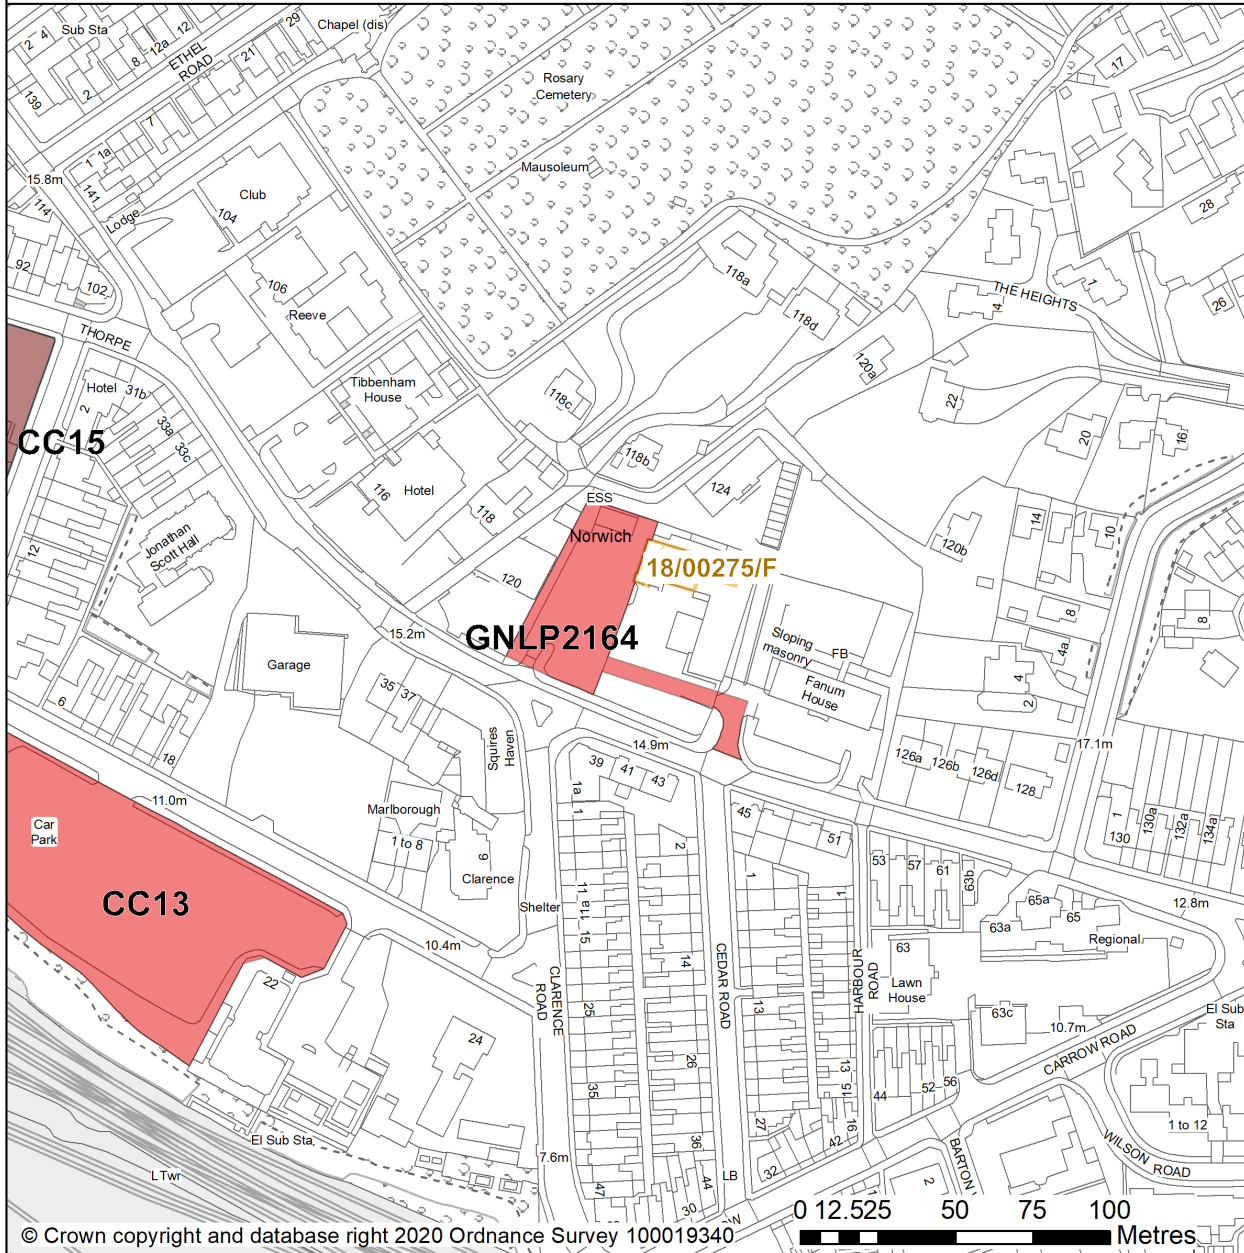 Sub Sta
2
4
8
12a
12
ETHEL
ROAD
21
29
Chapel (dis)
139
2
7
1
1a
141
15.8m
114
Lodge
Club
104
92
102
106
Reeve
THORPE
Hotel
31b
2
33a
33c
CC15
12
Jonathan
Scott Hall
Tibbenham
House
116
Hotel
118
Rosary
Cemetery
Mausoleum
118a
118d
118c
118b
120a
THE HEIGHTS
17
28
1
4
26
22
20
16
14
10
120b
8
4a
8
4
2
124
ESS
Norwich
18/00275/F
120
GNLP2164
15.2m
Sloping
masonry
FB
Fanum
House
Garage
35
37
Haven
Squires
14.9m
17.1m
126a
126b
126d
128
6
18
11.0m
Car
Park
CC13
Marlborough
1 to 8
9
Clarence
Shelter
10.4m
39
41
43
1a
1
2
45
51
1
1
53
57
61
63b
1
130
130a
132a
134a
12.8m
65a
65
63a
Regional
63
Lawn
House
63c
10.7m
11
11a
15
14
13
25
26
35
36
47
44
27
13
15
16
42
32
30
44
52
56
CLARENCE
ROAD
CEDAR ROAD
HARBOUR
ROAD
CARROW ROAD
El Sub
Sta
1 to 12
WILSON ROAD
BARTON
2
22
24
El Sub Sta
L Twr
7.6m
LB
0 12.525 50 75 100
Metres
© Crown copyright and database right 2020 Ordnance Survey 100019340